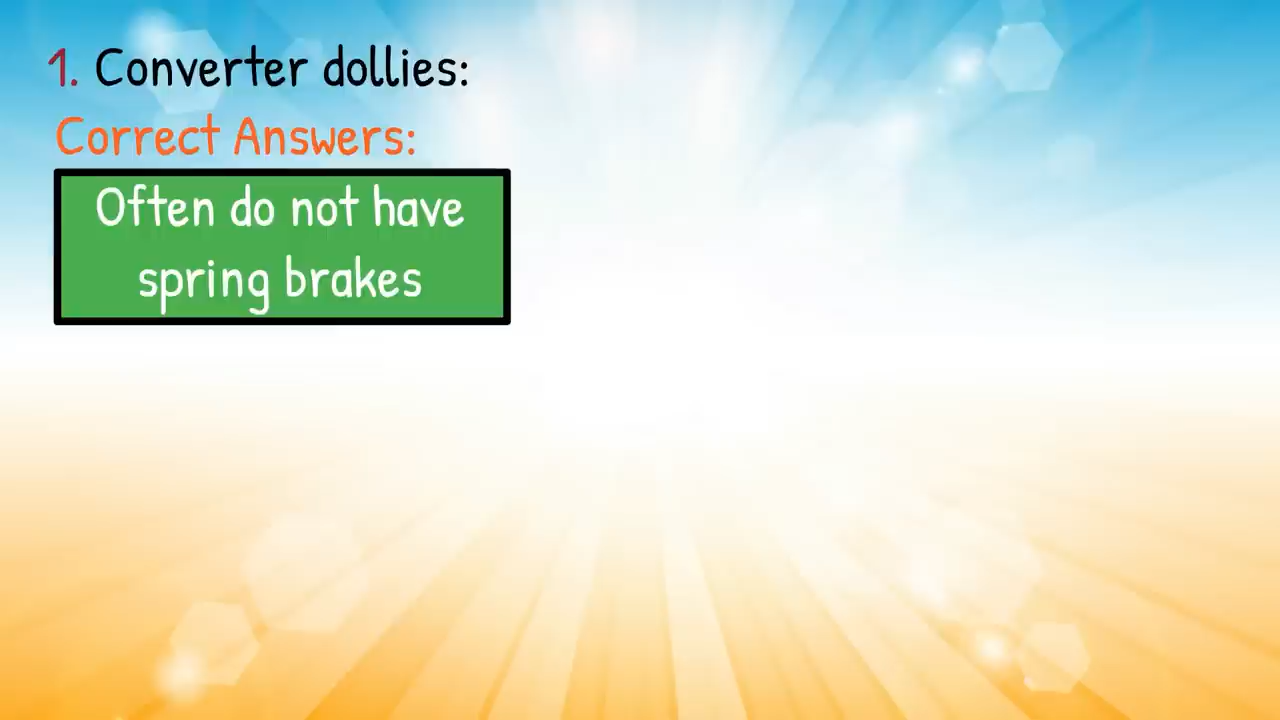 1. Converter dollies:
Correct Answers:
Often do not have
spring brakes